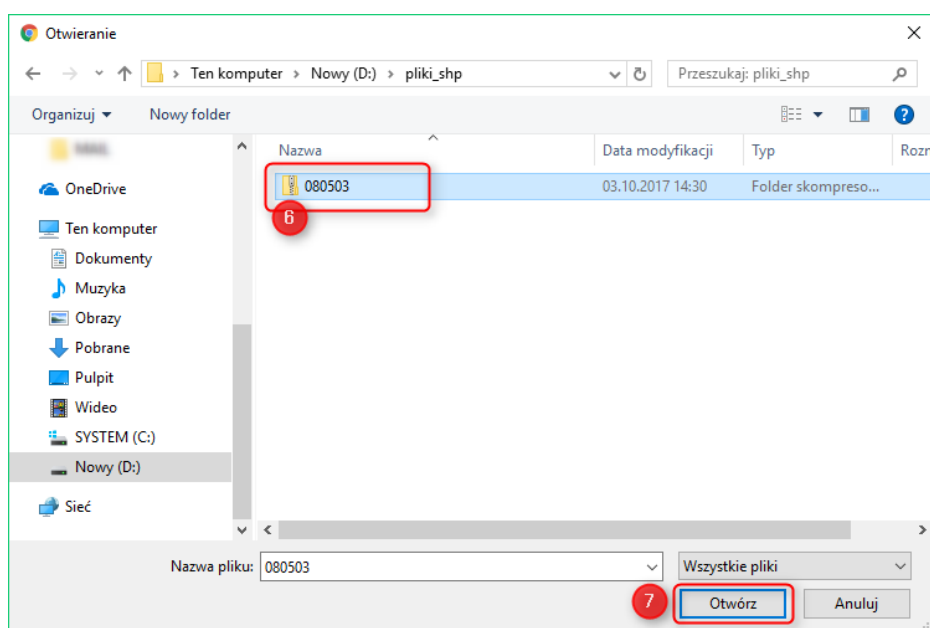 Otwieranie
Ten komputer > Nowy (D:) > pliki_shp Przeszukaj: pliki_shp
Organizuj Nowy folder
Nazwa Data modyfikacji Typ Rozr
080503 03.10.2017 14:30 Folder skompreso...
6
OneDrive
Ten komputer
Dokumenty
Muzyka
Obrazy
Pobrane
Pulpit
Wideo
SYSTEM (C:)
Nowy (D:)
Sieć
Nazwa pliku: 080503 Wszystkie pliki
7 Otwórz Anuluj